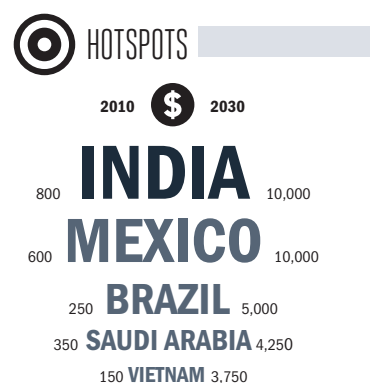 HOTSPOTS
2010 $ 2030
800 INDIA 10,000
600 MEXICO 10,000
250 BRAZIL 5,000
350 SAUDI ARABIA 4,250
150 VIETNAM 3,750